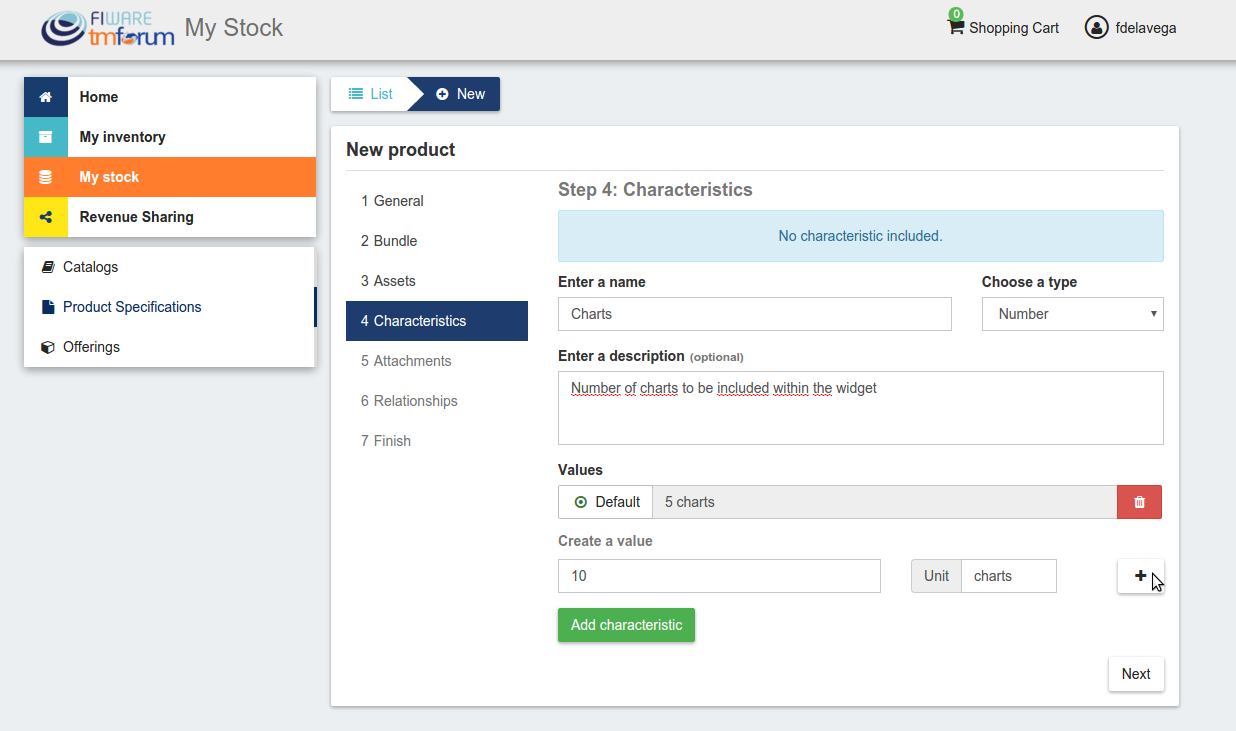 FIWARE
tmforum
My Stock
0
Shopping Cart
fdelavega
Home
My inventory
My stock
Revenue Sharing
Catalogs
Product Specifications
Offerings
List
New
New product
1 General
2 Bundle
3 Assets
4 Characteristics
5 Attachments
6 Relationships
7 Finish
Step 4: Characteristics
No characteristic included.
Enter a name
Choose a type
Charts
Number
Enter a description (optional)
Number of charts to be included within the widget
Values
Default
5 charts
Create a value
10
Unit
charts
Add characteristic
Next